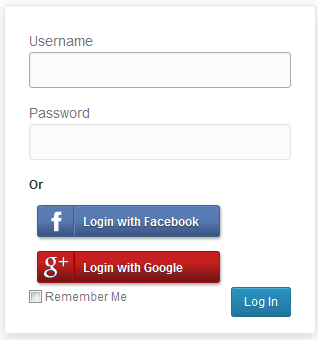 Username
Password
Or
f Login with Facebook
g+ Login with Google
Remember Me
Log In